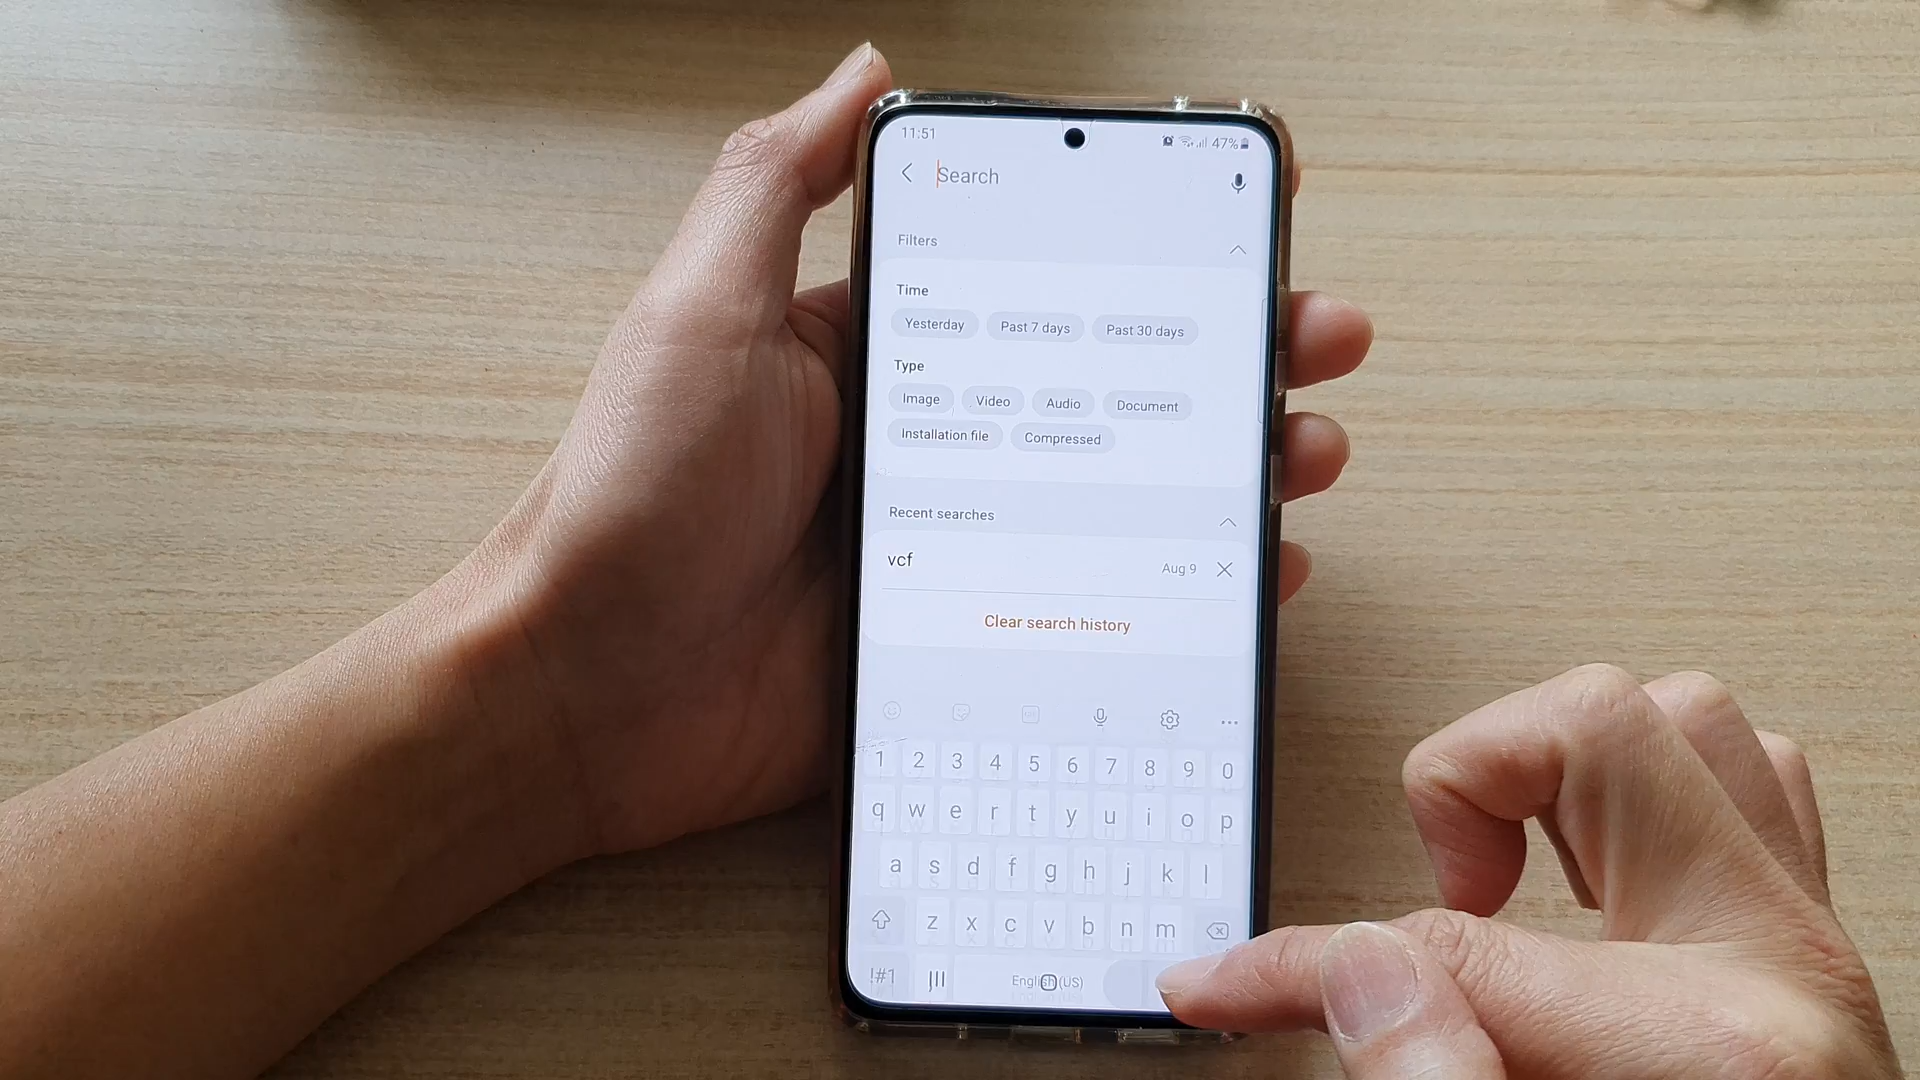 11:51 47%
Search
Filters
Time
Yesterday Past 7 days Past 30 days
Type
Image Video Audio Document
Installation file Compressed
Recent searches
vcf Aug 9
Clear search history
1 2 3 4 5 6 7 8 9 0
q w e r t y u i o p
a s d f g h j k l
z x c v b n m
!#1 English (US)